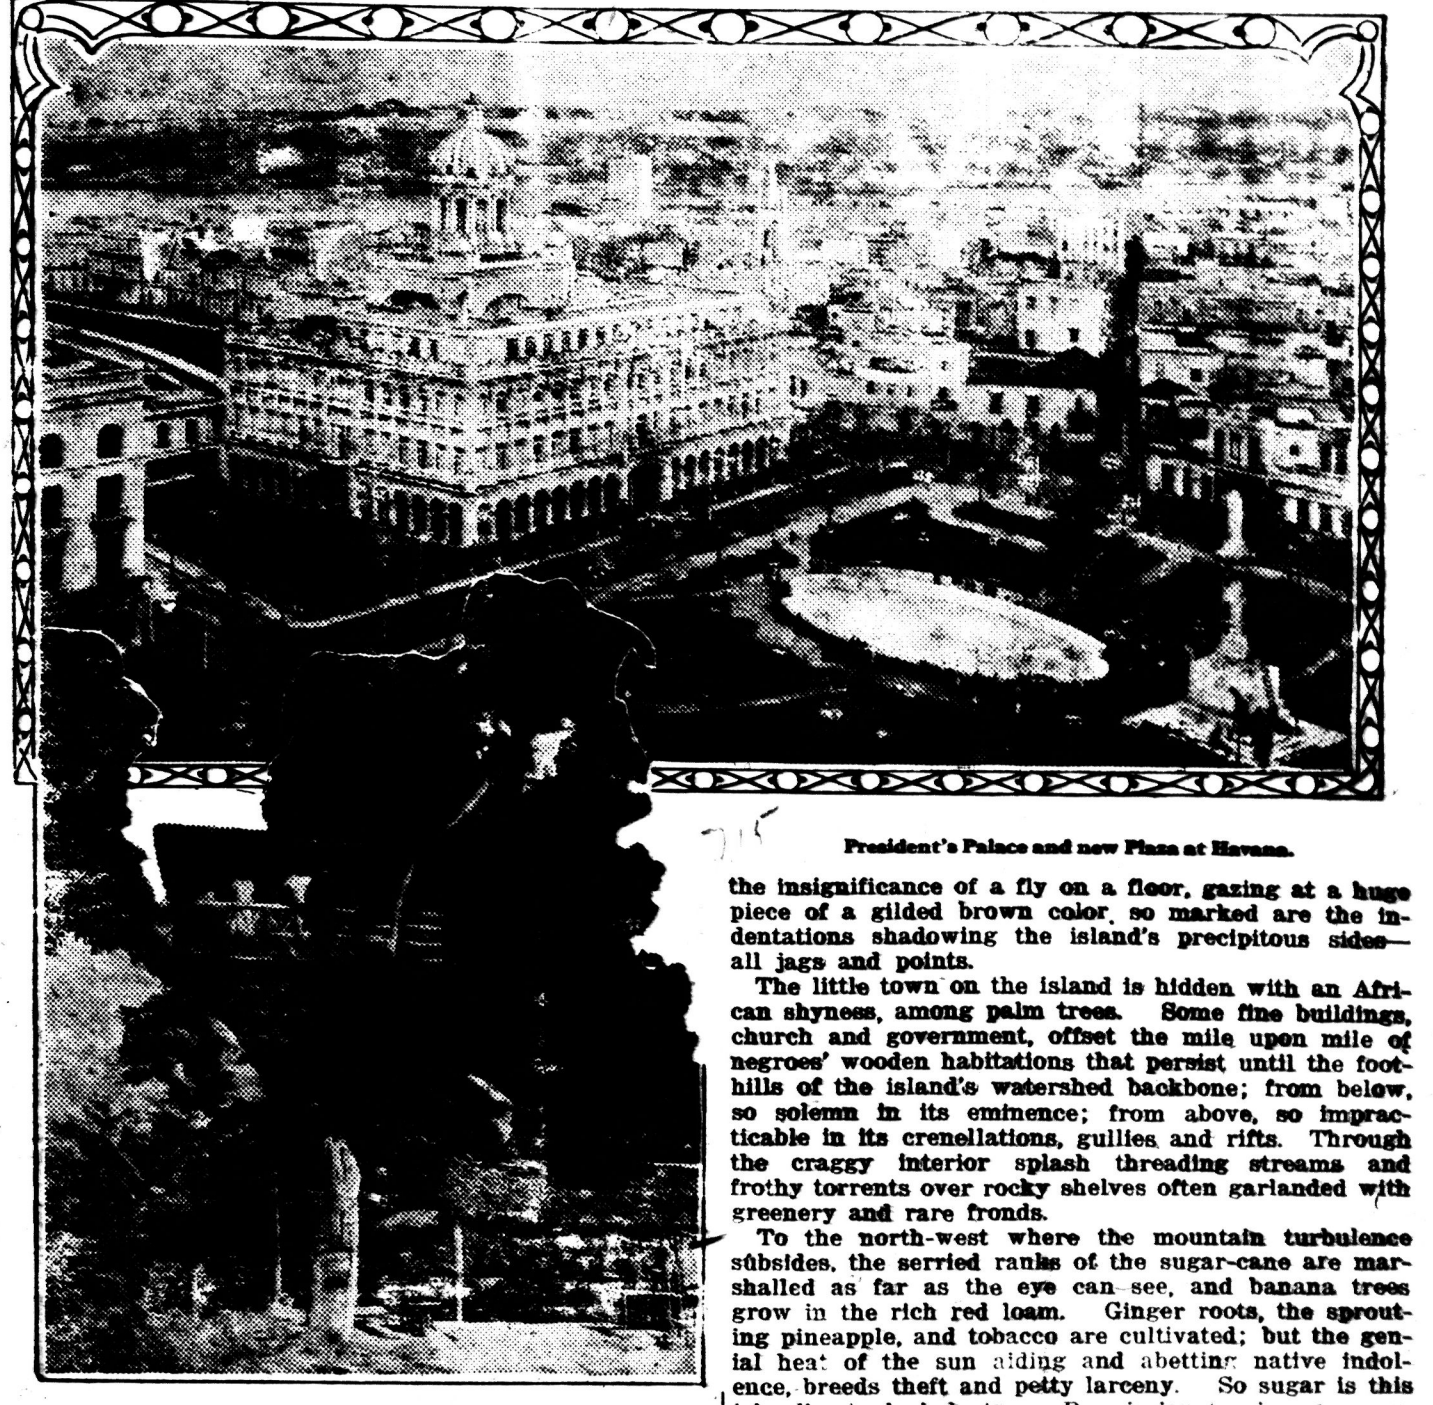 715
President's Palace and new Plaza at Havana.
the insignificance of a fly on a floor, gazing at a huge
piece of a gilded brown color, so marked are the in-
dentations shadowing the island's precipitous sides—
all jags and points.
The little town on the island is hidden with an Afri-
can shyness, among palm trees. Some fine buildings,
church and government, offset the mile upon mile of
negroes' wooden habitations that persist until the foot-
hills of the island's watershed backbone; from below,
so solemn in its eminence; from above, so imprac-
ticable in its crenellations, gullies and rifts. Through
the craggy interior splash threading streams and
frothy torrents over rocky shelves often garlanded with
greenery and rare fronds.
To the north-west where the mountain turbulence
subsides, the serried ranks of the sugar-cane are mar-
shalled as far as the eye can see, and banana trees
grow in the rich red loam. Ginger roots, the sprout-
ing pineapple, and tobacco are cultivated; but the gen-
ial heat of the sun aiding and abetting native indol-
ence, breeds theft and petty larceny. So sugar is this